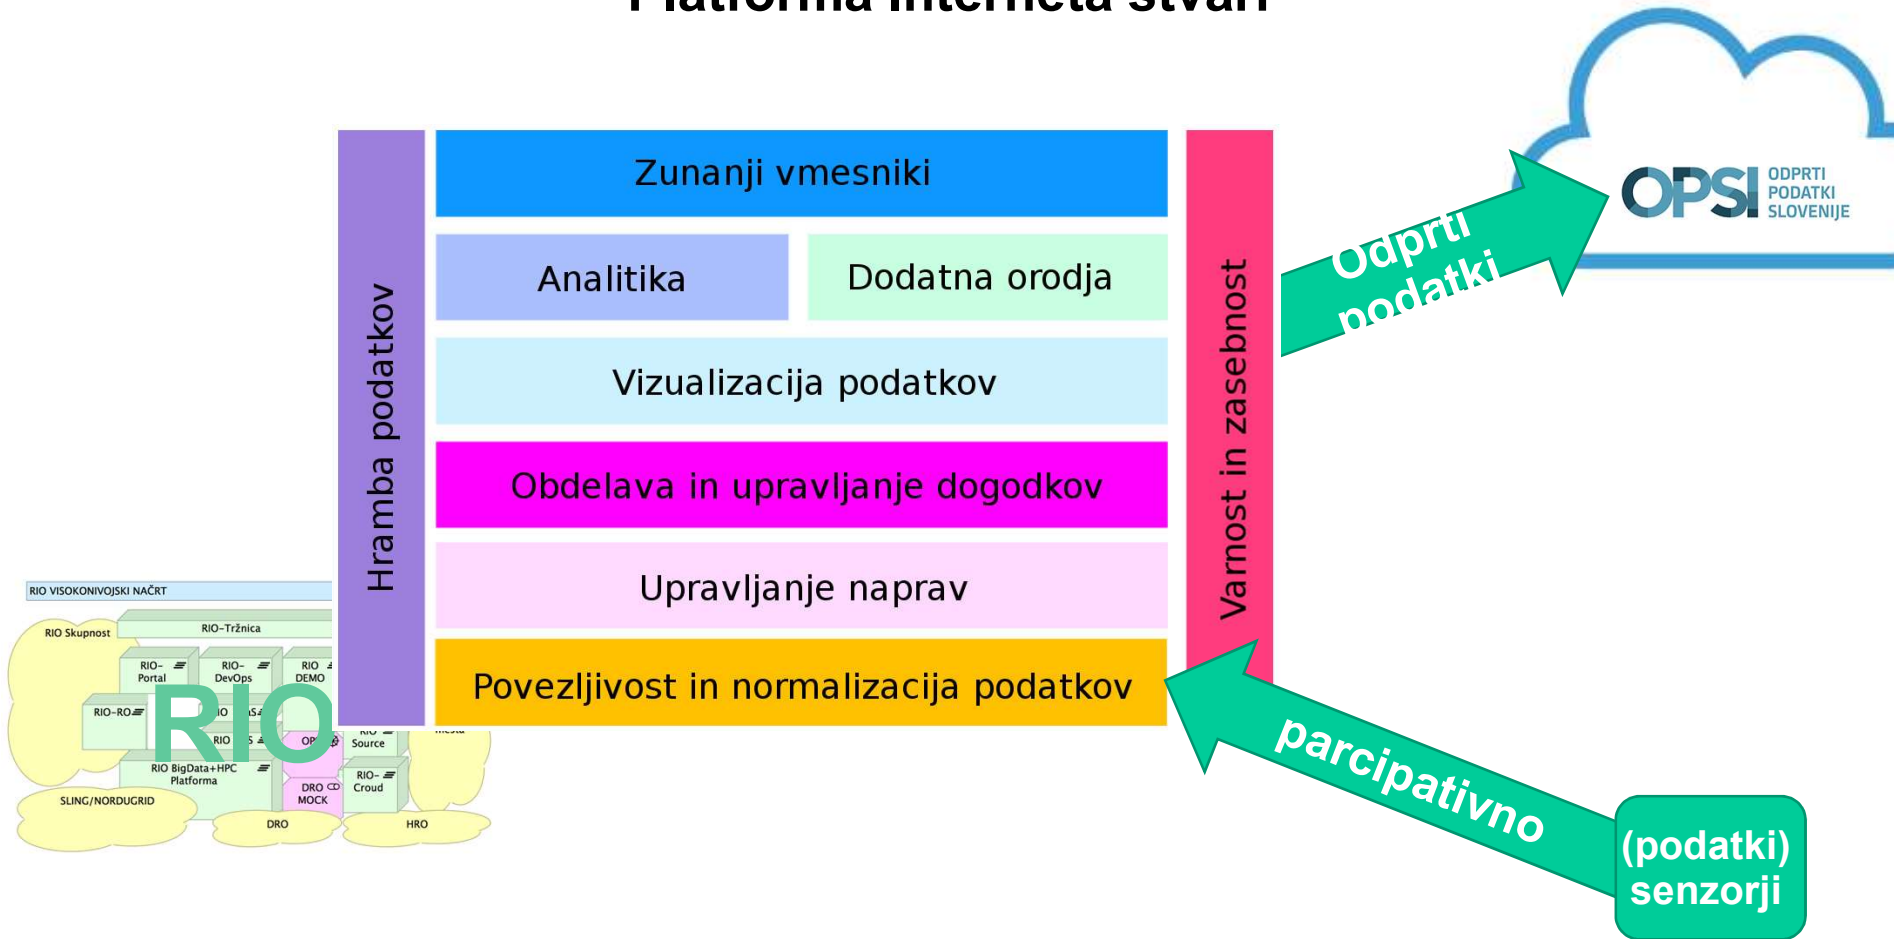 Platforma interneta stvari
Zunanji vmesniki
Analitika
Dodatna orodja
Vizualizacija podatkov
Obdelava in upravljanje dogodkov
Upravljanje naprav
Povezljivost in normalizacija podatkov
Hramba podatkov
Varnost in zasebnost
Odprti
podatki
OPSI
ODPRTI
PODATKI
SLOVENIJE
parcipativno
(podatki)
senzorji
RIO VISOKONIVOJSKI NAČRT
RIO Skupnost
RIO-Tržnica
RIO-
Portal
RIO-
DevOps
RIO
DEMO
RIO-RO
RIO
RIO
RIO
Source
RIO BigData+HPC
Platforma
DRO
MOCK
RIO-
Croud
SLING/NORDUGRID
DRO
HRO